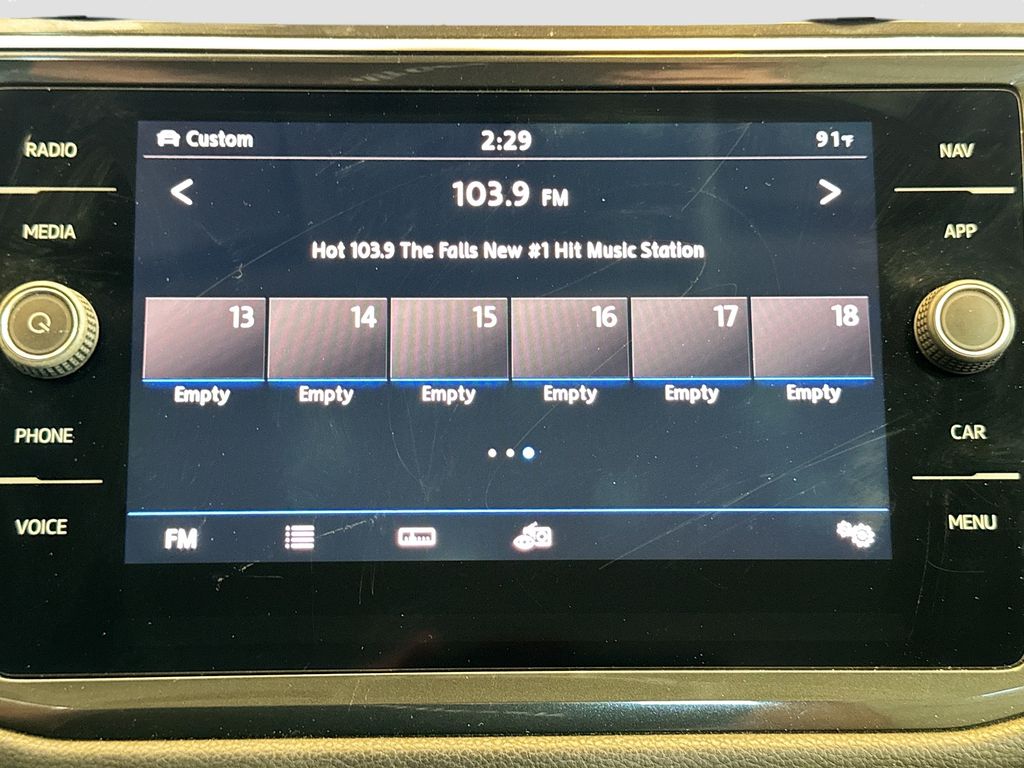 RADIO
MEDIA
PHONE
VOICE
Custom 2:29 91°F
< 103.9 FM >
Hot 103.9 The Falls New #1 Hit Music Station
13 14 15 16 17 18
Empty Empty Empty Empty Empty Empty
FM
NAV
APP
CAR
MENU